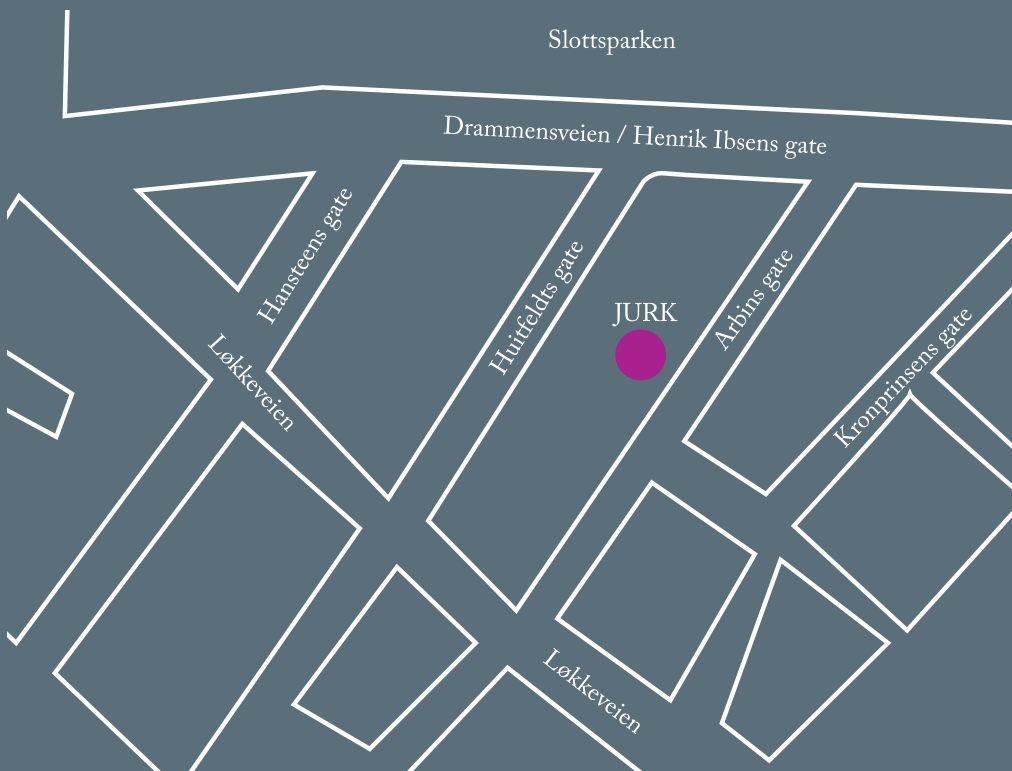 Slottsparken
Drammensveien / Henrik Ibsens gate
Hansteens gate
Huitfeldts gate
Arbins gate
JURK
Kronprinsens gate
Løkkeveien
Løkkeveien